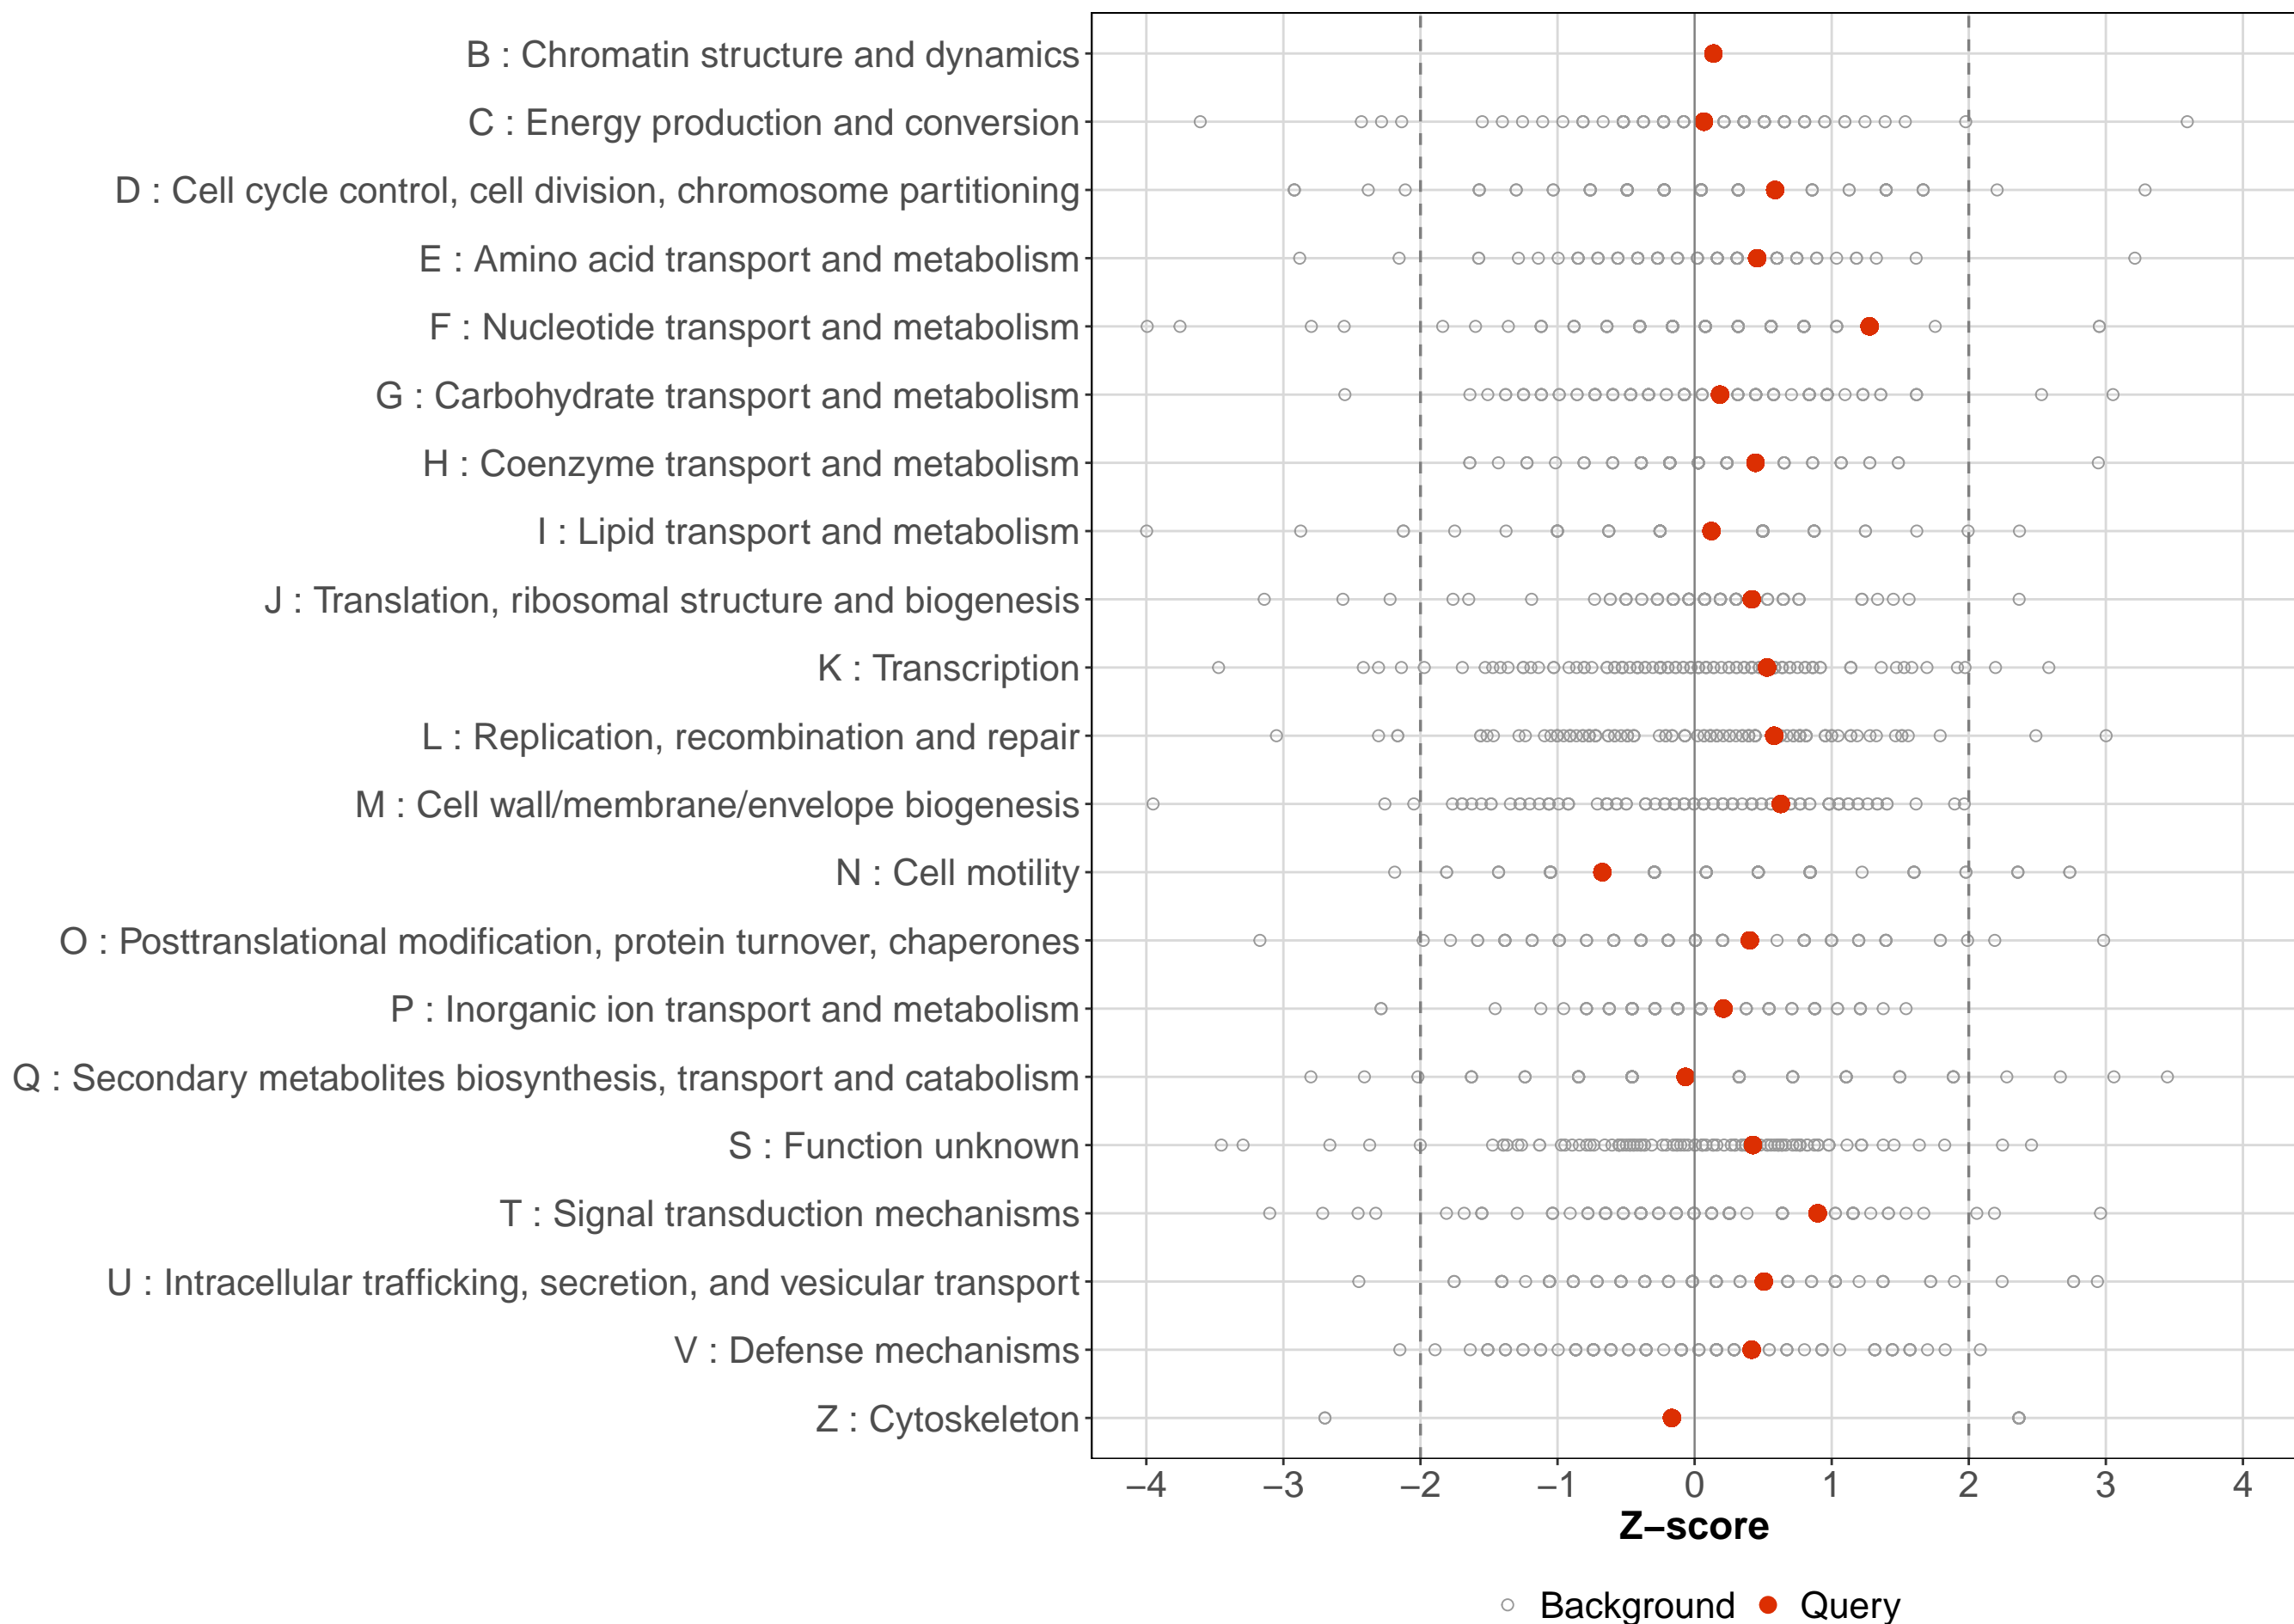 B : Chromatin structure and dynamics
C : Energy production and conversion
D : Cell cycle control, cell division, chromosome partitioning
E : Amino acid transport and metabolism
F : Nucleotide transport and metabolism
G : Carbohydrate transport and metabolism
H : Coenzyme transport and metabolism
I : Lipid transport and metabolism
J : Translation, ribosomal structure and biogenesis
K : Transcription
L : Replication, recombination and repair
M : Cell wall/membrane/envelope biogenesis
N : Cell motility
O : Posttranslational modification, protein turnover, chaperones
P : Inorganic ion transport and metabolism
Q : Secondary metabolites biosynthesis, transport and catabolism
S : Function unknown
T : Signal transduction mechanisms
U : Intracellular trafficking, secretion, and vesicular transport
V : Defense mechanisms
Z : Cytoskeleton
−4 −3 −2 −1 0 1 2 3 4
Z−score
Background Query